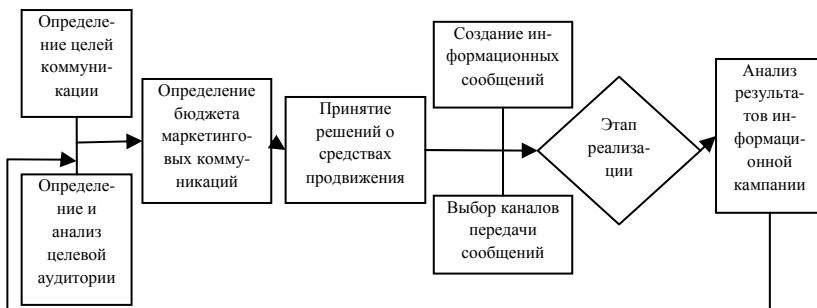 Определе-
ние целей
коммуни-
кации
Определе-
ние и
анализ
целевой
аудитории
Определение
бюджета
маркетинго-
вых комму-
никаций
Принятие
решений о
средствах
продвижения
Создание ин-
формационных
сообщений
Выбор каналов
передачи
сообщений
Этап
реализа-
ции
Анализ
результа-
тов ин-
формаци-
онной
кампании